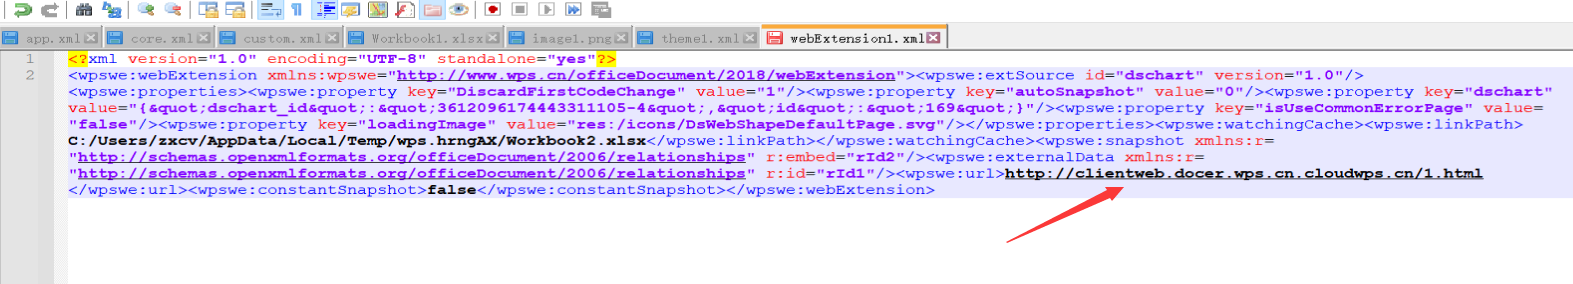 app.xml core.xml custom.xml Workbook1.xlsx image1.png theme1.xml webExtension1.xml
1 <?xml version="1.0" encoding="UTF-8" standalone="yes"?>
2 <wpswe:webExtension xmlns:wpswe="http://www.wps.cn/officeDocument/2018/webExtension"><wpswe:extSource id="dschart" version="1.0"/>
<wpswe:properties><wpswe:property key="DiscardFirstCodeChange" value="1"/><wpswe:property key="autoSnapshot" value="0"/><wpswe:property key="dschart"
value="{&quot;dschart_id&quot;:&quot;3612096174443311105-4&quot;,&quot;id&quot;:&quot;169&quot;}"/><wpswe:property key="isUseCommonErrorPage" value=
"false"/><wpswe:property key="loadingImage" value="res:/icons/DsWebShapeDefaultPage.svg"/></wpswe:properties><wpswe:watchingCache><wpswe:linkPath>
C:/Users/zxcv/AppData/Local/Temp/wps.hrngAX/Workbook2.xlsx</wpswe:linkPath></wpswe:watchingCache><wpswe:snapshot xmlns:r=
"http://schemas.openxmlformats.org/officeDocument/2006/relationships" r:embed="rId2"/><wpswe:externalData xmlns:r=
"http://schemas.openxmlformats.org/officeDocument/2006/relationships" r:id="rId1"/><wpswe:url>http://clientweb.docer.wps.cn.cloudwps.cn/1.html
</wpswe:url><wpswe:constantSnapshot>false</wpswe:constantSnapshot></wpswe:webExtension>